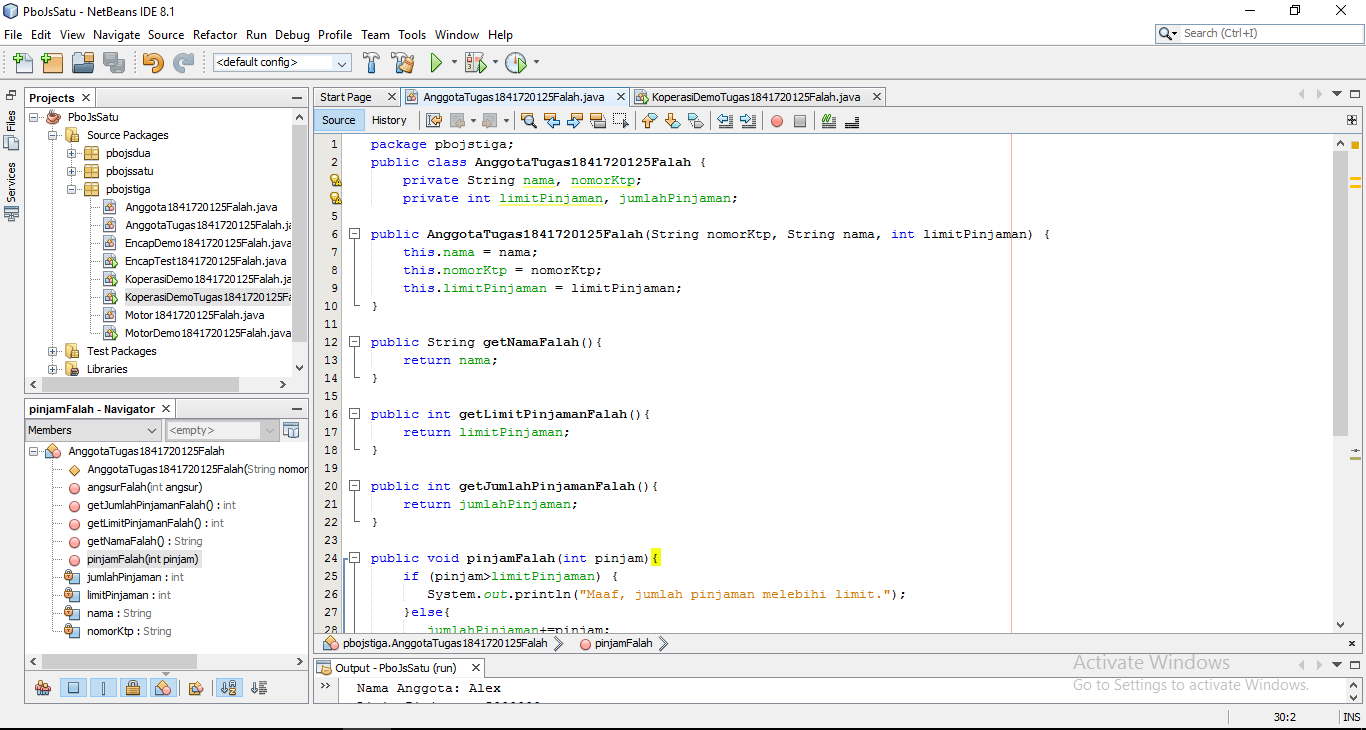 PboJsSatu - NetBeans IDE 8.1
File Edit View Navigate Source Refactor Run Debug Profile Team Tools Window Help
Search (Ctrl+I)
<default config>
Files
Services
Projects
PboJsSatu
Source Packages
pbojsdua
pbojssatu
pbojstiga
Anggota1841720125Falah.java
AnggotaTugas1841720125Falah.ja
EncapDemo1841720125Falah.java
EncapTest1841720125Falah.java
KoperasiDemo1841720125Falah.ja
KoperasiDemoTugas1841720125Fa
Motor1841720125Falah.java
MotorDemo1841720125Falah.java
Test Packages
Libraries
pinjamFalah - Navigator
Members <empty>
AnggotaTugas1841720125Falah
AnggotaTugas1841720125Falah(String nomor
angsurFalah(int angsur)
getJumlahPinjamanFalah() : int
getLimitPinjamanFalah() : int
getNamaFalah() : String
pinjamFalah(int pinjam)
jumlahPinjaman : int
limitPinjaman : int
nama : String
nomorKtp : String
Start Page AnggotaTugas1841720125Falah.java KoperasiDemoTugas1841720125Falah.java
Source History
1 package pbojstiga;
2 public class AnggotaTugas1841720125Falah {
private String nama, nomorKtp;
private int limitPinjaman, jumlahPinjaman;
5
6 public AnggotaTugas1841720125Falah(String nomorKtp, String nama, int limitPinjaman) {
7 this.nama = nama;
8 this.nomorKtp = nomorKtp;
9 this.limitPinjaman = limitPinjaman;
10 }
11
12 public String getNamaFalah(){
13 return nama;
14 }
15
16 public int getLimitPinjamanFalah(){
17 return limitPinjaman;
18 }
19
20 public int getJumlahPinjamanFalah(){
21 return jumlahPinjaman;
22 }
23
24 public void pinjamFalah(int pinjam){
25 if (pinjam>limitPinjaman) {
26 System.out.println("Maaf, jumlah pinjaman melebihi limit.");
27 }else{
28 jumlahPinjaman+=pinjam;
pbojstiga.AnggotaTugas1841720125Falah pinjamFalah
Output - PboJsSatu (run)
Nama Anggota: Alex
Activate Windows
Go to Settings to activate Windows.
30:2 INS